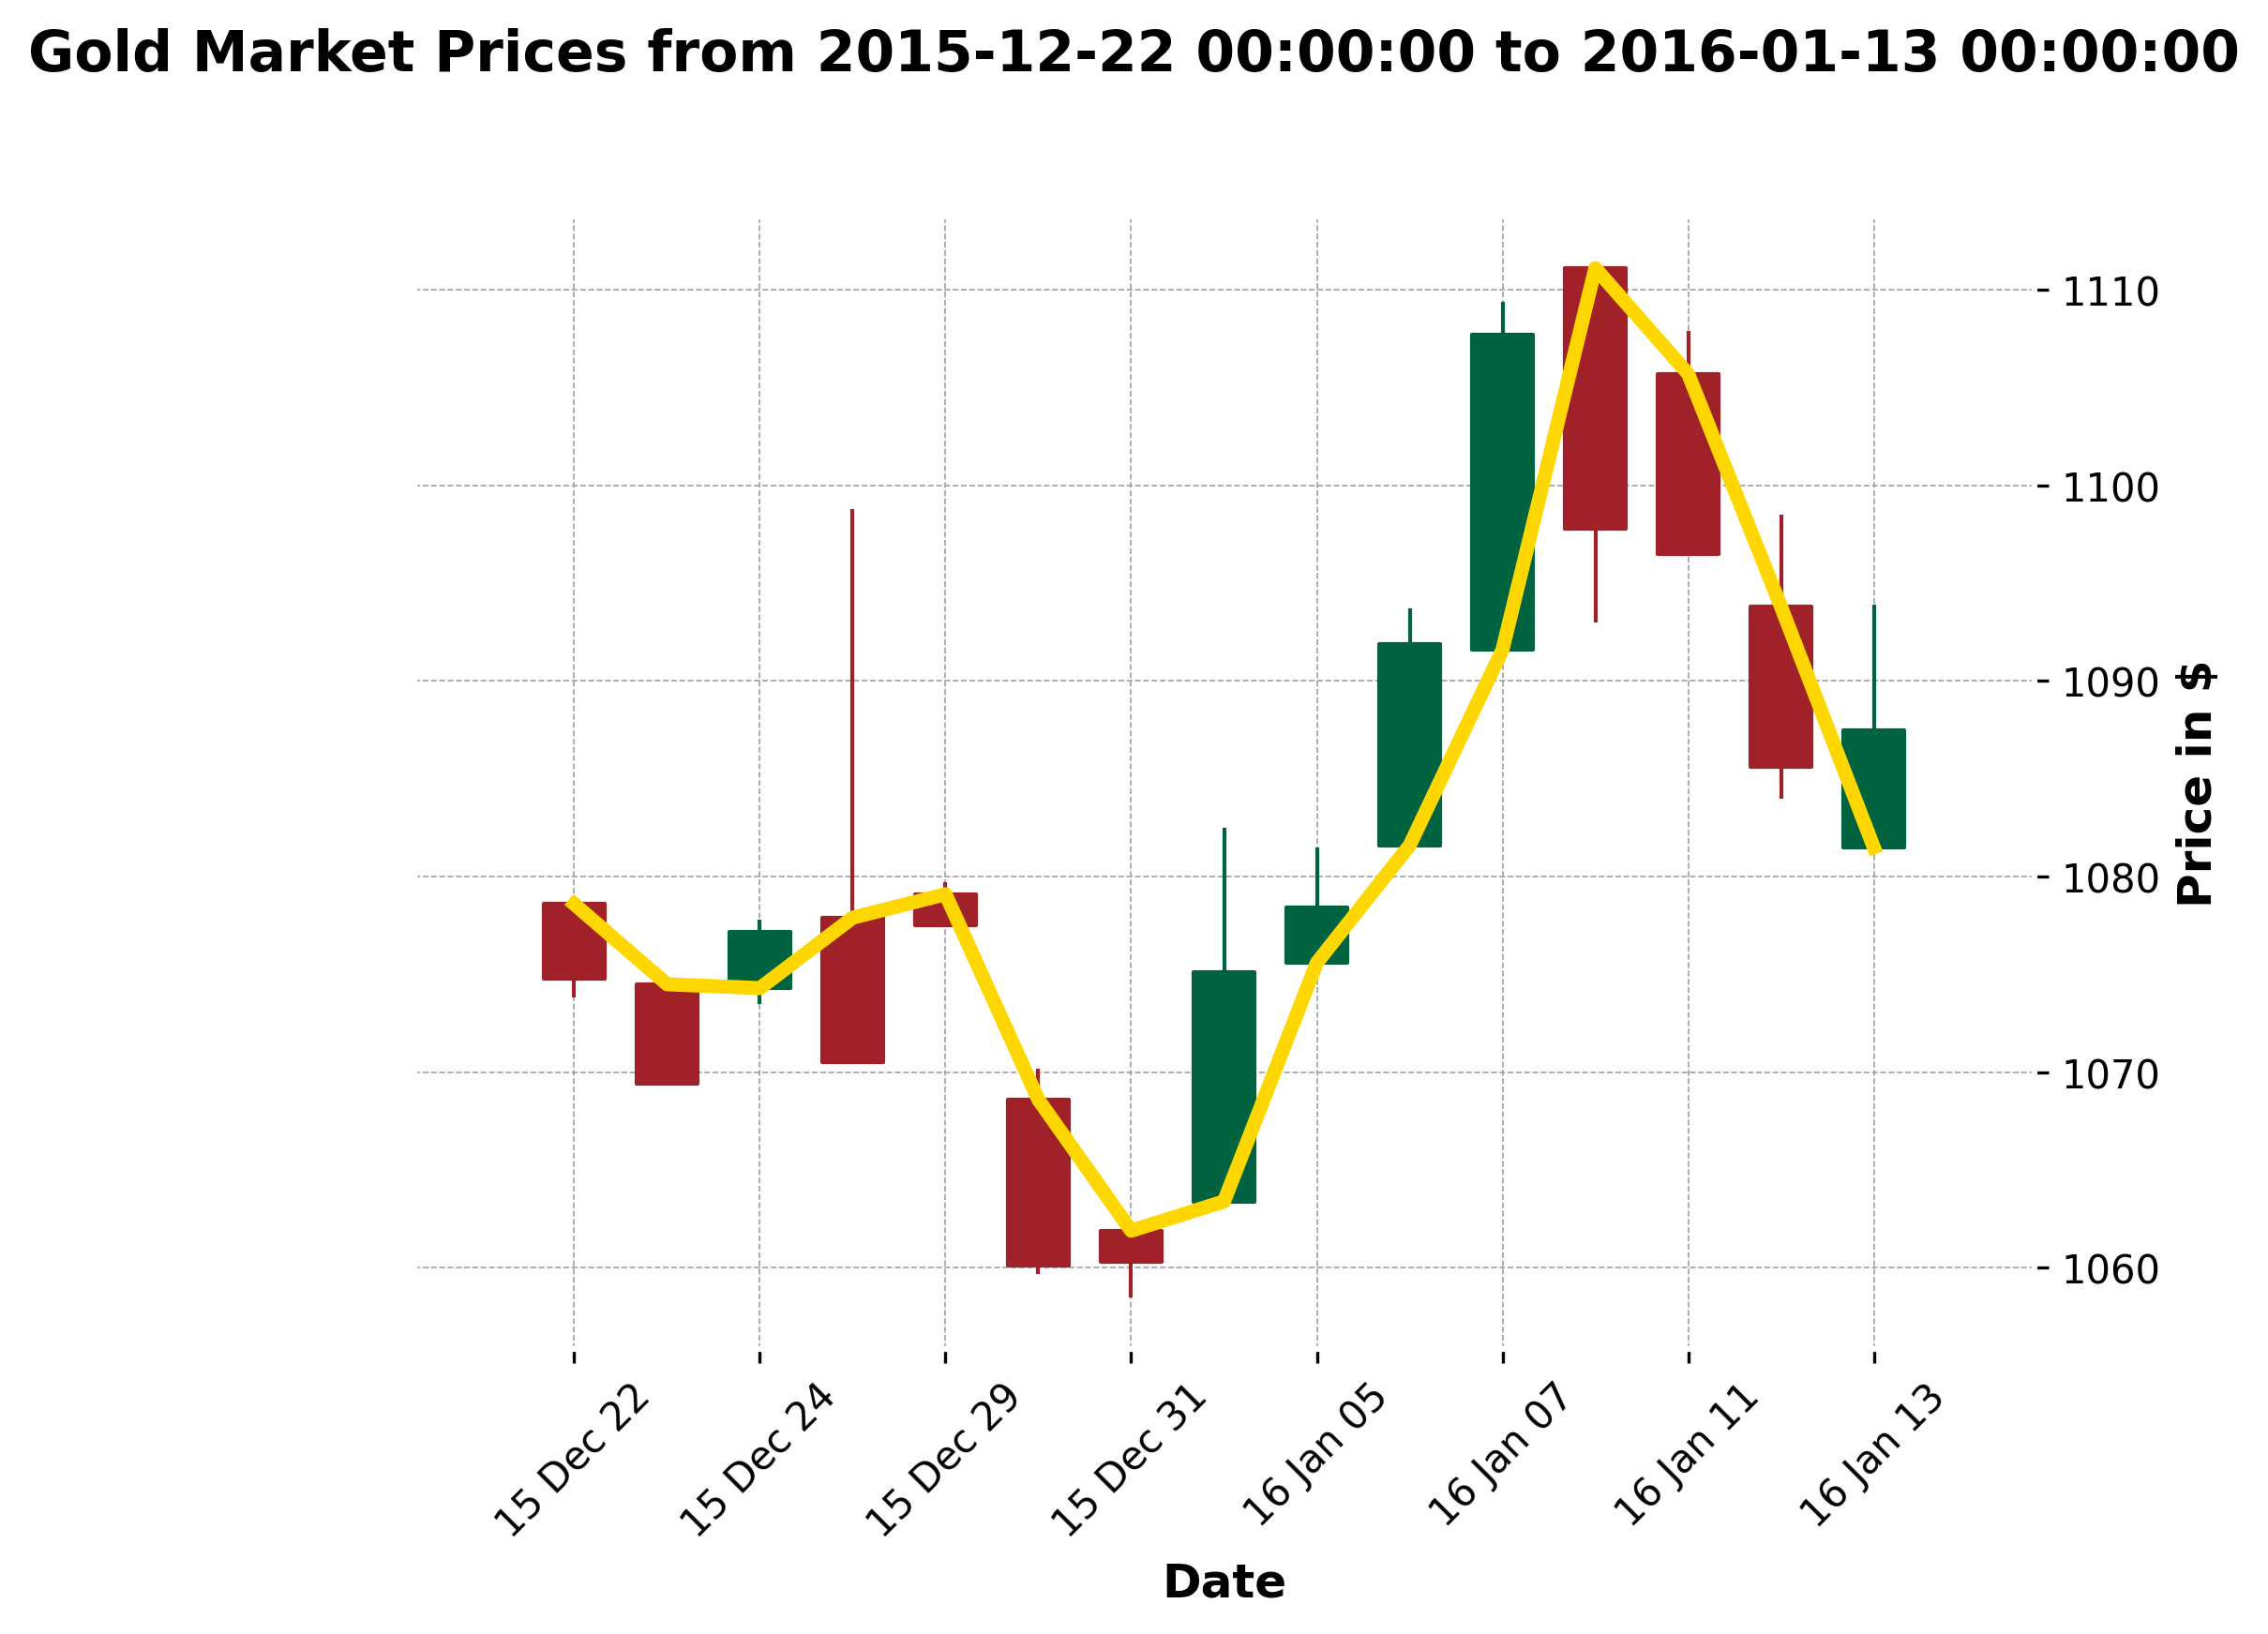 Gold Market Prices from 2015-12-22 00:00:00 to 2016-01-13 00:00:00
1110
1100
1090
1080
1070
1060
Price in $
15 Dec 22
15 Dec 24
15 Dec 29
15 Dec 31
16 Jan 05
16 Jan 07
16 Jan 11
16 Jan 13
Date